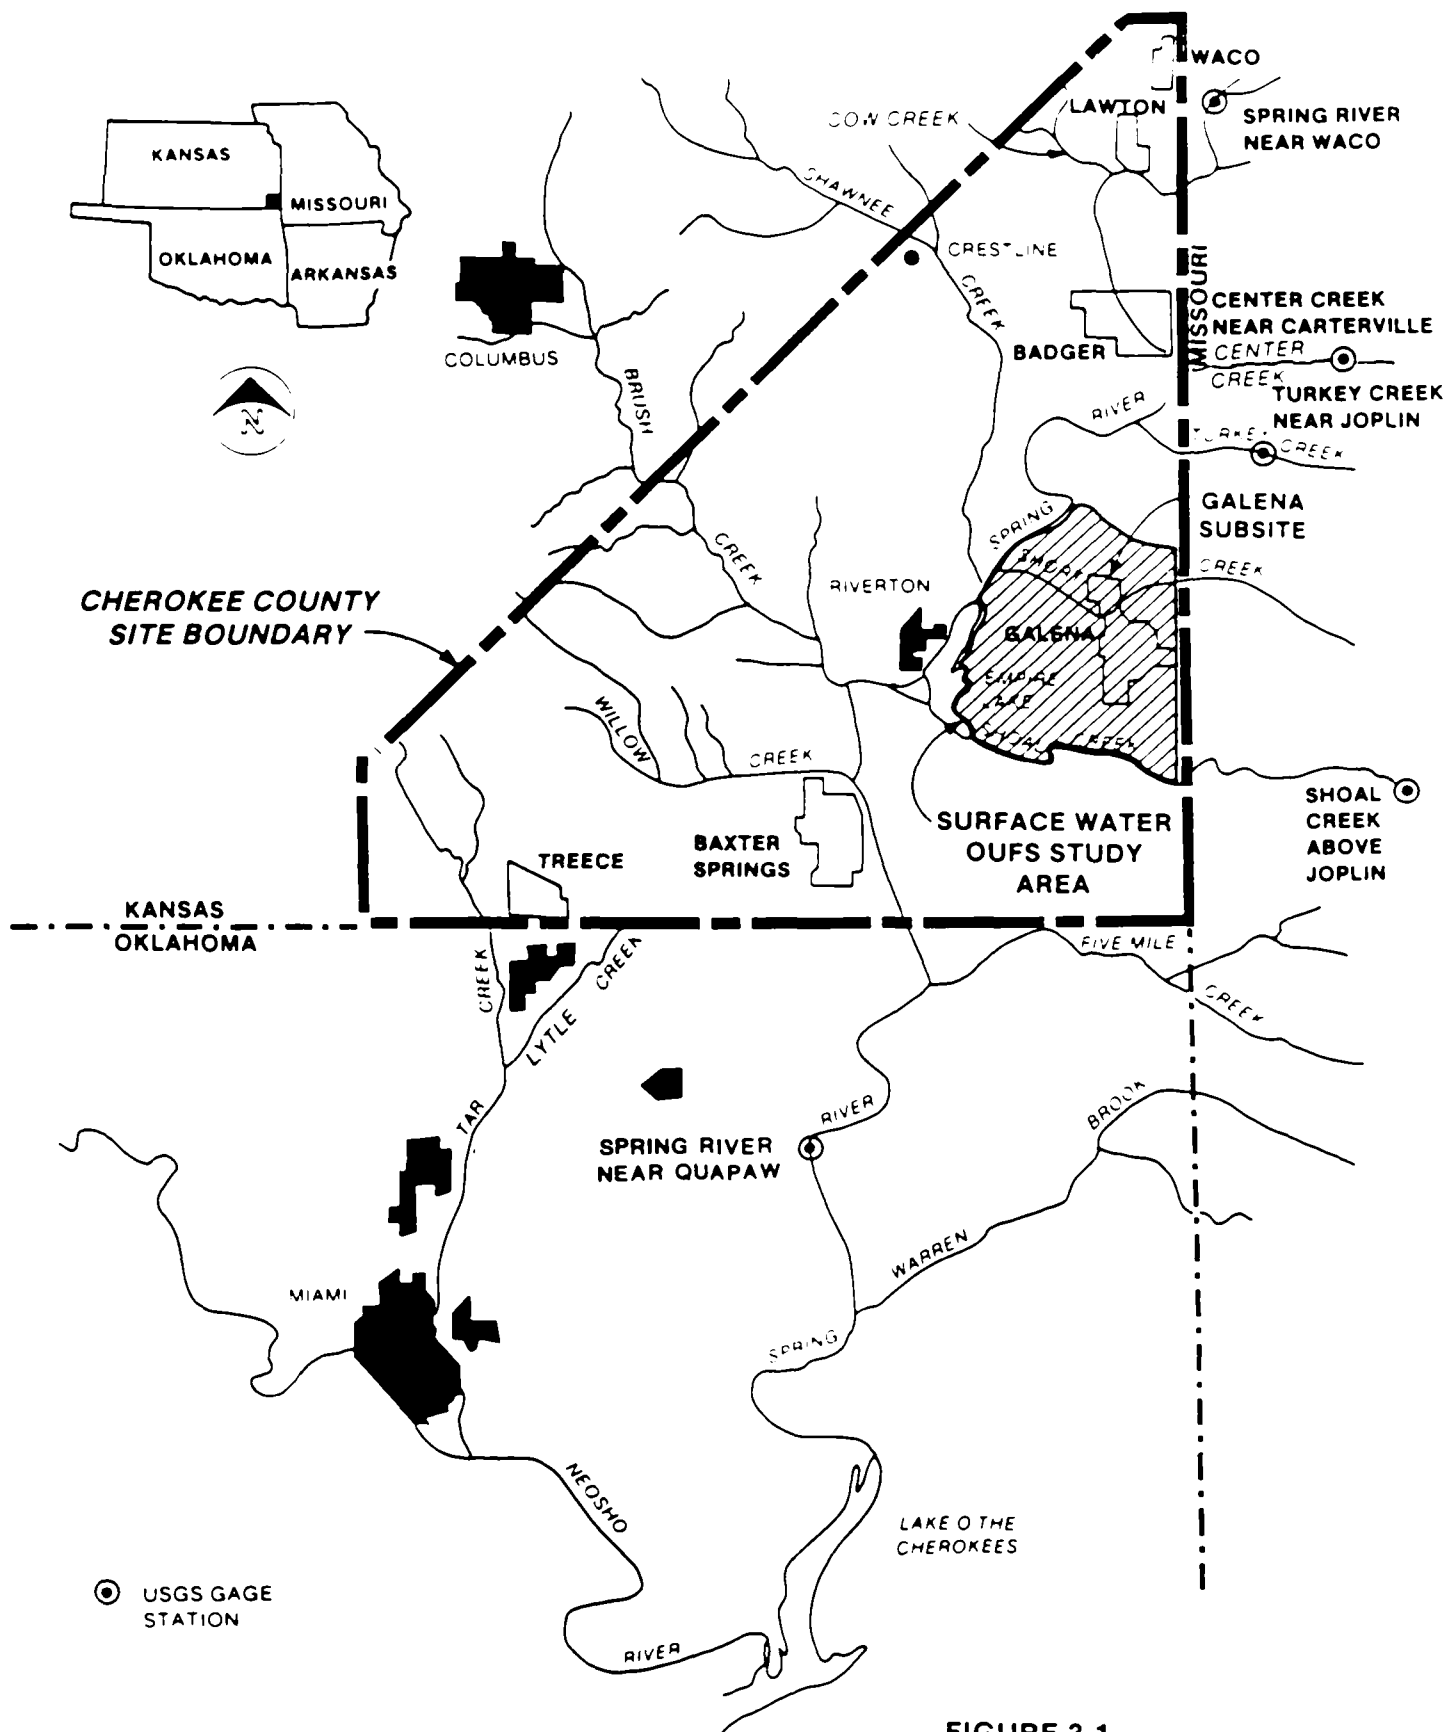 WACO
LAWTON
COW CREEK
SPRING RIVER
NEAR WACO
KANSAS
MISSOURI
OKLAHOMA
ARKANSAS
SHAWNEE
CREEK
CRESTLINE
MISSOURI
CENTER CREEK
NEAR CARTERVILLE
CENTER
CREEK
BADGER
COLUMBUS
BRUSH
CREEK
N
TURKEY CREEK
NEAR JOPLIN
RIVER
TURKEY CREEK
GALENA
SUBSITE
SPRING
SHORT
CREEK
RIVERTON
CHEROKEE COUNTY
SITE BOUNDARY
GALENA
EMPIRE
LAKE
SHOAL CREEK
WILLOW
CREEK
SURFACE WATER
OUFS STUDY
AREA
SHOAL
CREEK
ABOVE
JOPLIN
BAXTER
SPRINGS
TREECE
KANSAS
OKLAHOMA
FIVE MILE
CREEK
CREEK
LYTLE
CREEK
TAR
SPRING RIVER
NEAR QUAPAW
RIVER
BROOK
WARREN
MIAMI
SPRING
NEOSHO
LAKE O THE
CHEROKEES
USGS GAGE
STATION
RIVER